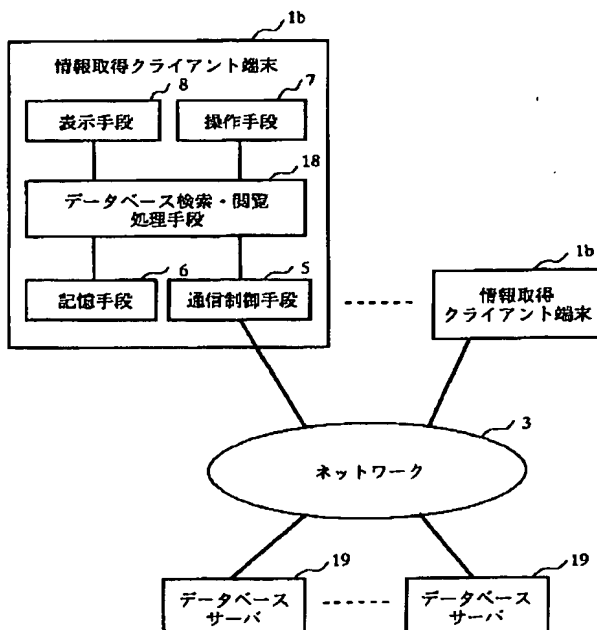 1b
情報取得クライアント端末
8
7
表示手段
操作手段
18
データベース検索・閲覧
処理手段
6
5
記憶手段
通信制御手段
1b
情報取得
クライアント端末
3
ネットワーク
19
19
データベース
サーバ
データベース
サーバ